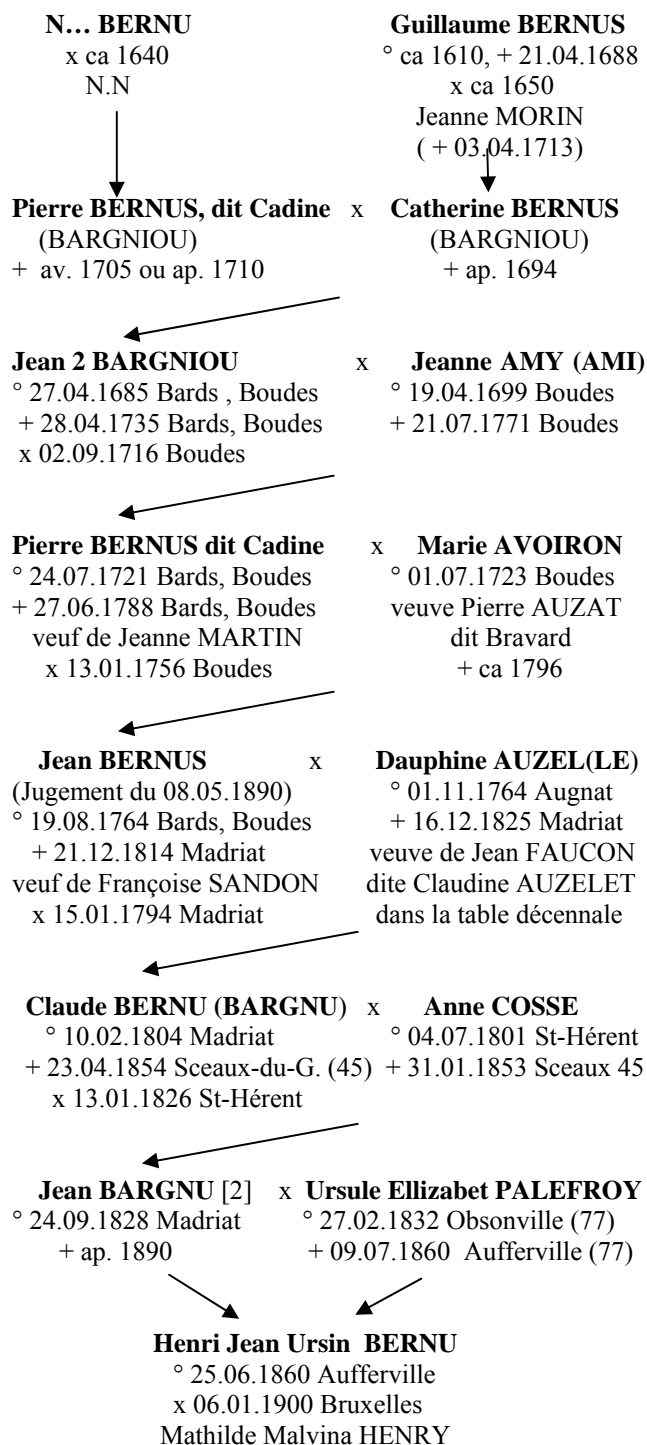 N… BERNU
x ca 1640
N.N
Guillaume BERNUS
° ca 1610, + 21.04.1688
x ca 1650
Jeanne MORIN
( + 03.04.1713)
Pierre BERNUS, dit Cadine x Catherine BERNUS
(BARGNIOU) (BARGNIOU)
+ av. 1705 ou ap. 1710 + ap. 1694
Jean 2 BARGNIOU x Jeanne AMY (AMI)
° 27.04.1685 Bards , Boudes ° 19.04.1699 Boudes
+ 28.04.1735 Bards, Boudes + 21.07.1771 Boudes
x 02.09.1716 Boudes
Pierre BERNUS dit Cadine x Marie AVOIRON
° 24.07.1721 Bards, Boudes ° 01.07.1723 Boudes
+ 27.06.1788 Bards, Boudes veuve Pierre AUZAT
veuf de Jeanne MARTIN dit Bravard
x 13.01.1756 Boudes + ca 1796
Jean BERNUS x Dauphine AUZEL(LE)
(Jugement du 08.05.1890) ° 01.11.1764 Augnat
° 19.08.1764 Bards, Boudes + 16.12.1825 Madriat
+ 21.12.1814 Madriat veuve de Jean FAUCON
veuf de Françoise SANDON dite Claudine AUZELET
x 15.01.1794 Madriat dans la table décennale
Claude BERNU (BARGNU) x Anne COSSE
° 10.02.1804 Madriat ° 04.07.1801 St-Hérent
+ 23.04.1854 Sceaux-du-G. (45) + 31.01.1853 Sceaux 45
x 13.01.1826 St-Hérent
Jean BARGNU [2] x Ursule Ellizabet PALEFROY
° 24.09.1828 Madriat ° 27.02.1832 Obsonville (77)
+ ap. 1890 + 09.07.1860 Aufferville (77)
Henri Jean Ursin BERNU
° 25.06.1860 Aufferville
x 06.01.1900 Bruxelles
Mathilde Malvina HENRY